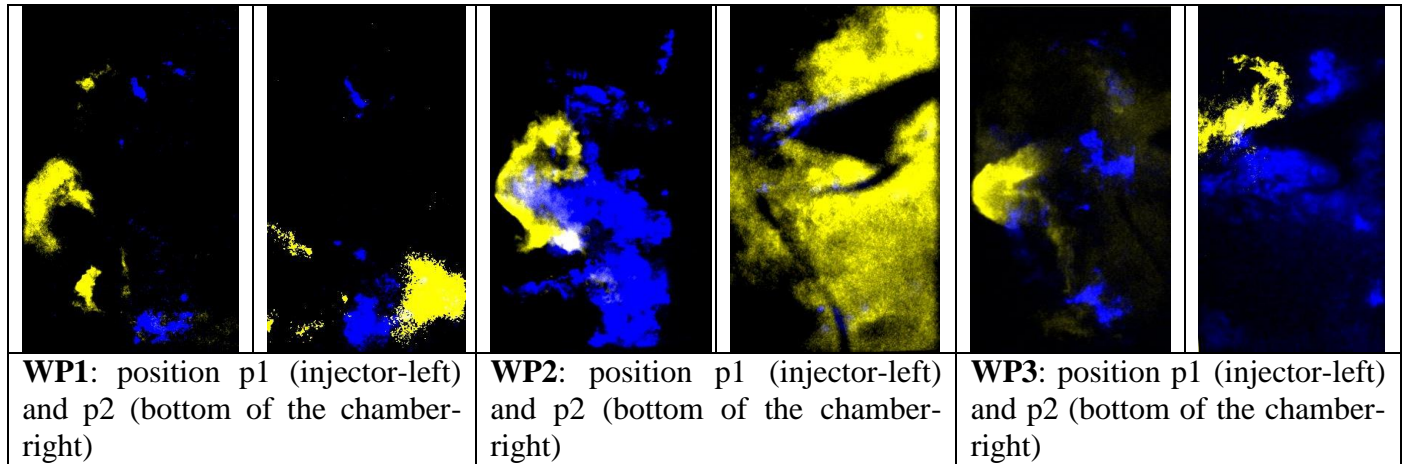 WP1: position p1 (injector-left)
and p2 (bottom of the chamber-
right)
WP2: position p1 (injector-left)
and p2 (bottom of the chamber-
right)
WP3: position p1 (injector-left)
and p2 (bottom of the chamber-
right)